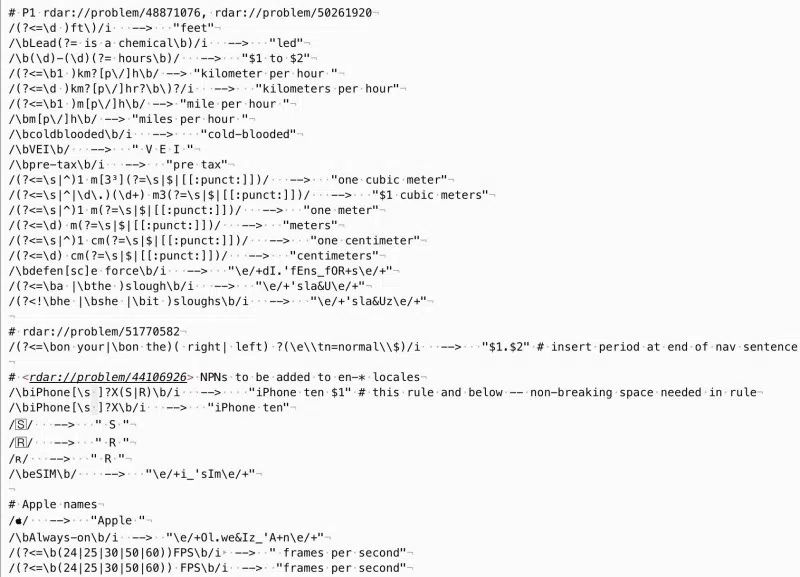 # P1 rdar://problem/48871076, rdar://problem/50261920
/(?<=\d )ft\)/i --> "feet"
/\bLead(?= is a chemical\b)/i --> "led"
/\b(\d)-(\d)(?= hours\b)/ --> "$1 to $2"
/(?<=\b1 )km?[p\/]h\b/ --> "kilometer per hour "
/(?<=\d )km?[p\/]hr?\b\)?/i --> "kilometers per hour"
/(?<=\b1 )m[p\/]h\b/ --> "mile per hour "
/\bm[p\/]h\b/ --> "miles per hour "
/\bcoldblooded\b/i --> "cold-blooded"
/\bVEI\b/ --> " V E I "
/\bpre-tax\b/i --> "pre tax"
/(?<=\s|^)1 m[3³](?=\s|$|[[:punct:]])/ --> "one cubic meter"
/(?<=\s|^|\d\.)(\d+) m3(?=\s|$|[[:punct:]])/ --> "$1 cubic meters"
/(?<=\s|^)1 m(?=\s|$|[[:punct:]])/ --> "one meter"
/(?<=\d) m(?=\s|$|[[:punct:]])/ --> "meters"
/(?<=\s|^)1 cm(?=\s|$|[[:punct:]])/ --> "one centimeter"
/(?<=\d) cm(?=\s|$|[[:punct:]])/ --> "centimeters"
/\bdefen[sc]e force\b/i --> "\e/+dI.'fEns_fOR+s\e/+"
/(?<=\ba |\bthe )slough\b/i --> "\e/+'sla&U\e/+"
/(?<!\bhe |\bshe |\bit )sloughs\b/i --> "\e/+'sla&Uz\e/+"
# rdar://problem/51770582
/(?<=\bon your|\bon the)( right| left) ?(\e\\tn=normal\\$)/i --> "$1.$2" # insert period at end of nav sentence
# <rdar://problem/44106926> NPNs to be added to en-* locales
/\biPhone[\s ]?X(S|R)\b/i --> "iPhone ten $1" # this rule and below -- non-breaking space needed in rule
/\biPhone[\s ]?X\b/i --> "iPhone ten"
/🅂/ --> " S "
/🅁/ --> " R "
/ʀ/ --> " R "
/\beSIM\b/ --> "\e/+i_'sIm\e/+"
# Apple names
// --> "Apple "
/\bAlways-on\b/i --> "\e/+Ol.we&Iz_'A+n\e/+"
/(?<=\b(24|25|30|50|60))FPS\b/i --> " frames per second"
/(?<=\b(24|25|30|50|60)) FPS\b/i --> " frames per second"